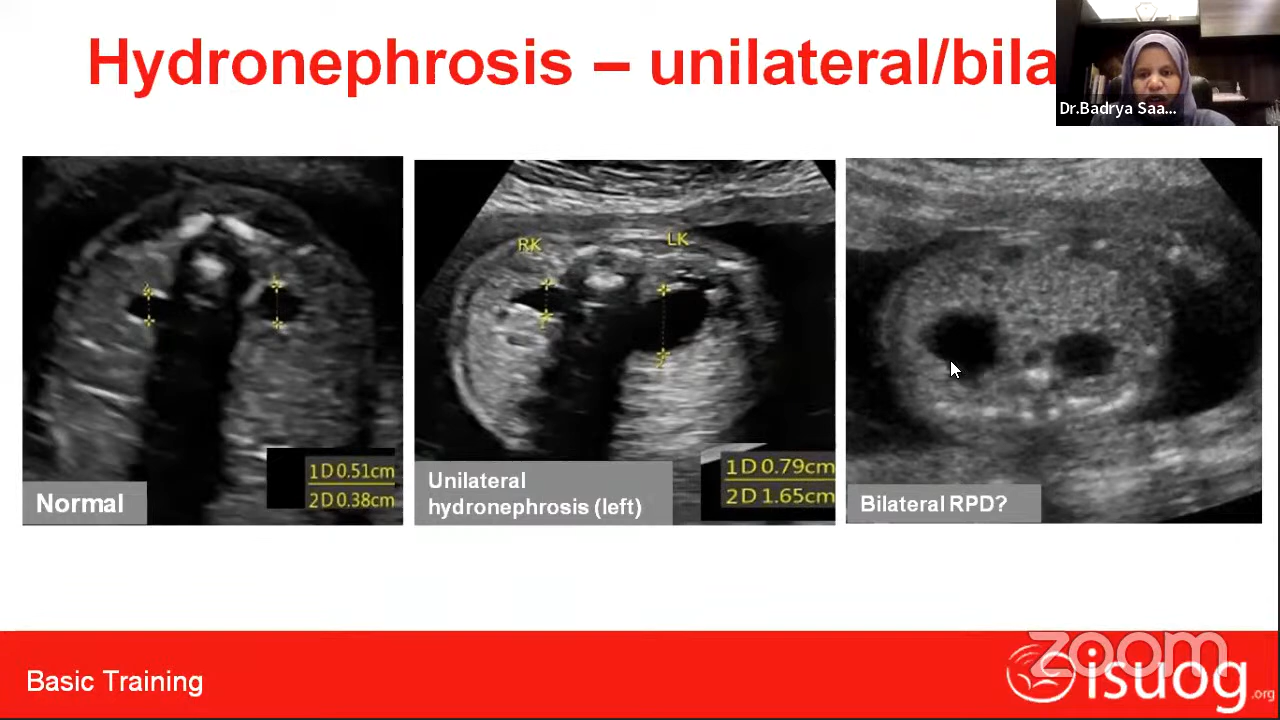 Hydronephrosis – unilateral/bila
Dr.Badrya Saa...
RK
LK
1D 0.51cm
2D 0.38cm
Normal
1D 0.79cm
2D 1.65cm
Unilateral
hydronephrosis (left)
Bilateral RPD?
zoom
Basic Training
isuog
.org